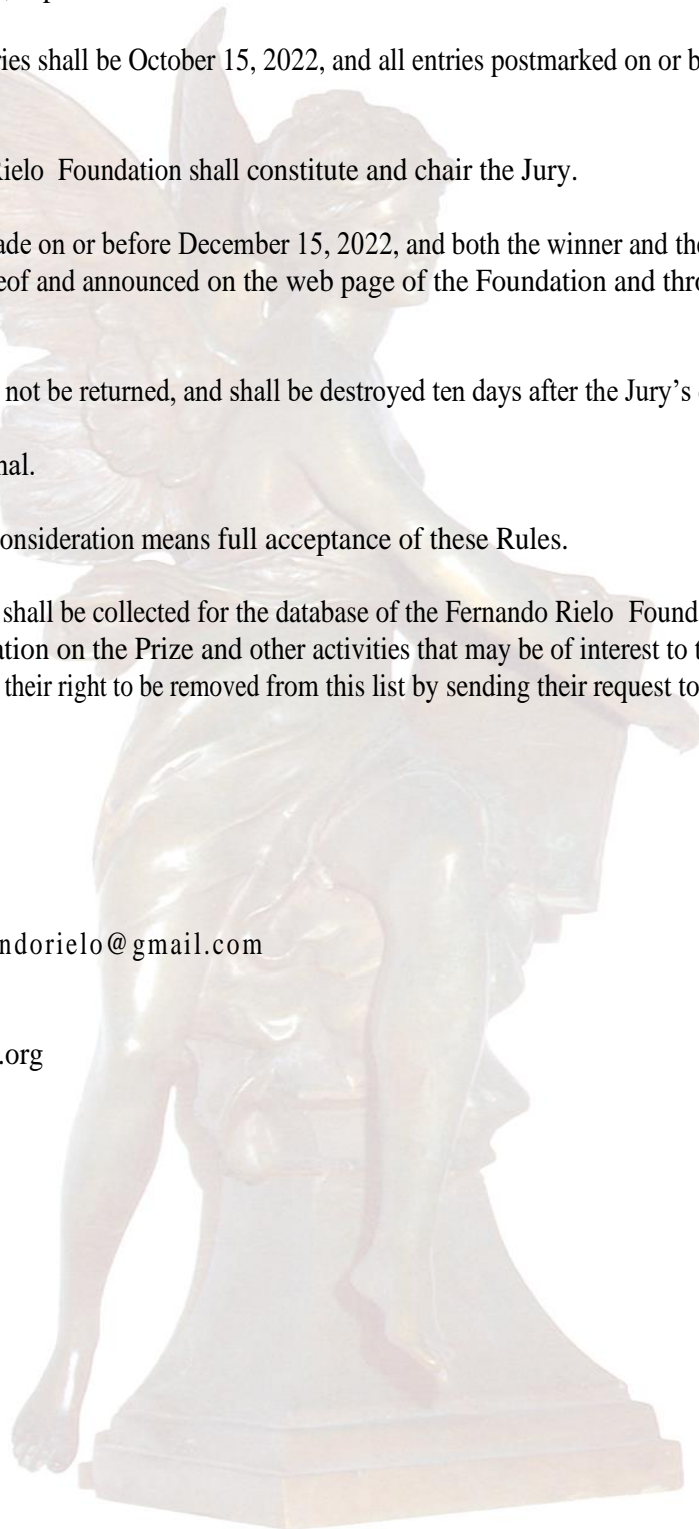 ries shall be October 15, 2022, and all entries postmarked on or b
Rielo Foundation shall constitute and chair the Jury.
ade on or before December 15, 2022, and both the winner and the
eof and announced on the web page of the Foundation and thro
not be returned, and shall be destroyed ten days after the Jury’s
nal.
onsideration means full acceptance of these Rules.
shall be collected for the database of the Fernando Rielo Found
ation on the Prize and other activities that may be of interest to t
their right to be removed from this list by sending their request to
ndorielo@gmail.com
.org